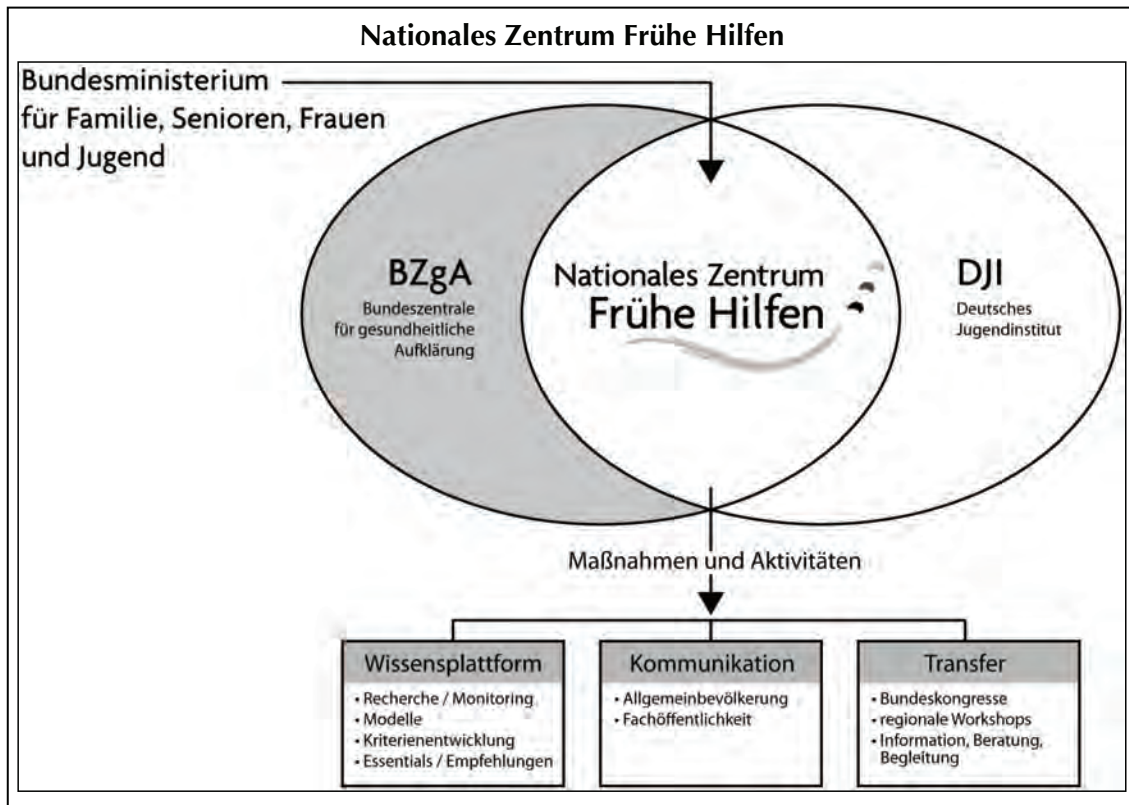 Nationales Zentrum Frühe Hilfen
Bundesministerium
für Familie, Senioren, Frauen
und Jugend
BZgA
Bundeszentrale
für gesundheitliche
Aufklärung
Nationales Zentrum
Frühe Hilfen
DJI
Deutsches
Jugendinstitut
Maßnahmen und Aktivitäten
Wissensplattform
• Recherche / Monitoring
• Modelle
• Kriterienentwicklung
• Essentials / Empfehlungen
Kommunikation
• Allgemeinbevölkerung
• Fachöffentlichkeit
Transfer
• Bundeskongresse
• regionale Workshops
• Information, Beratung,
Begleitung